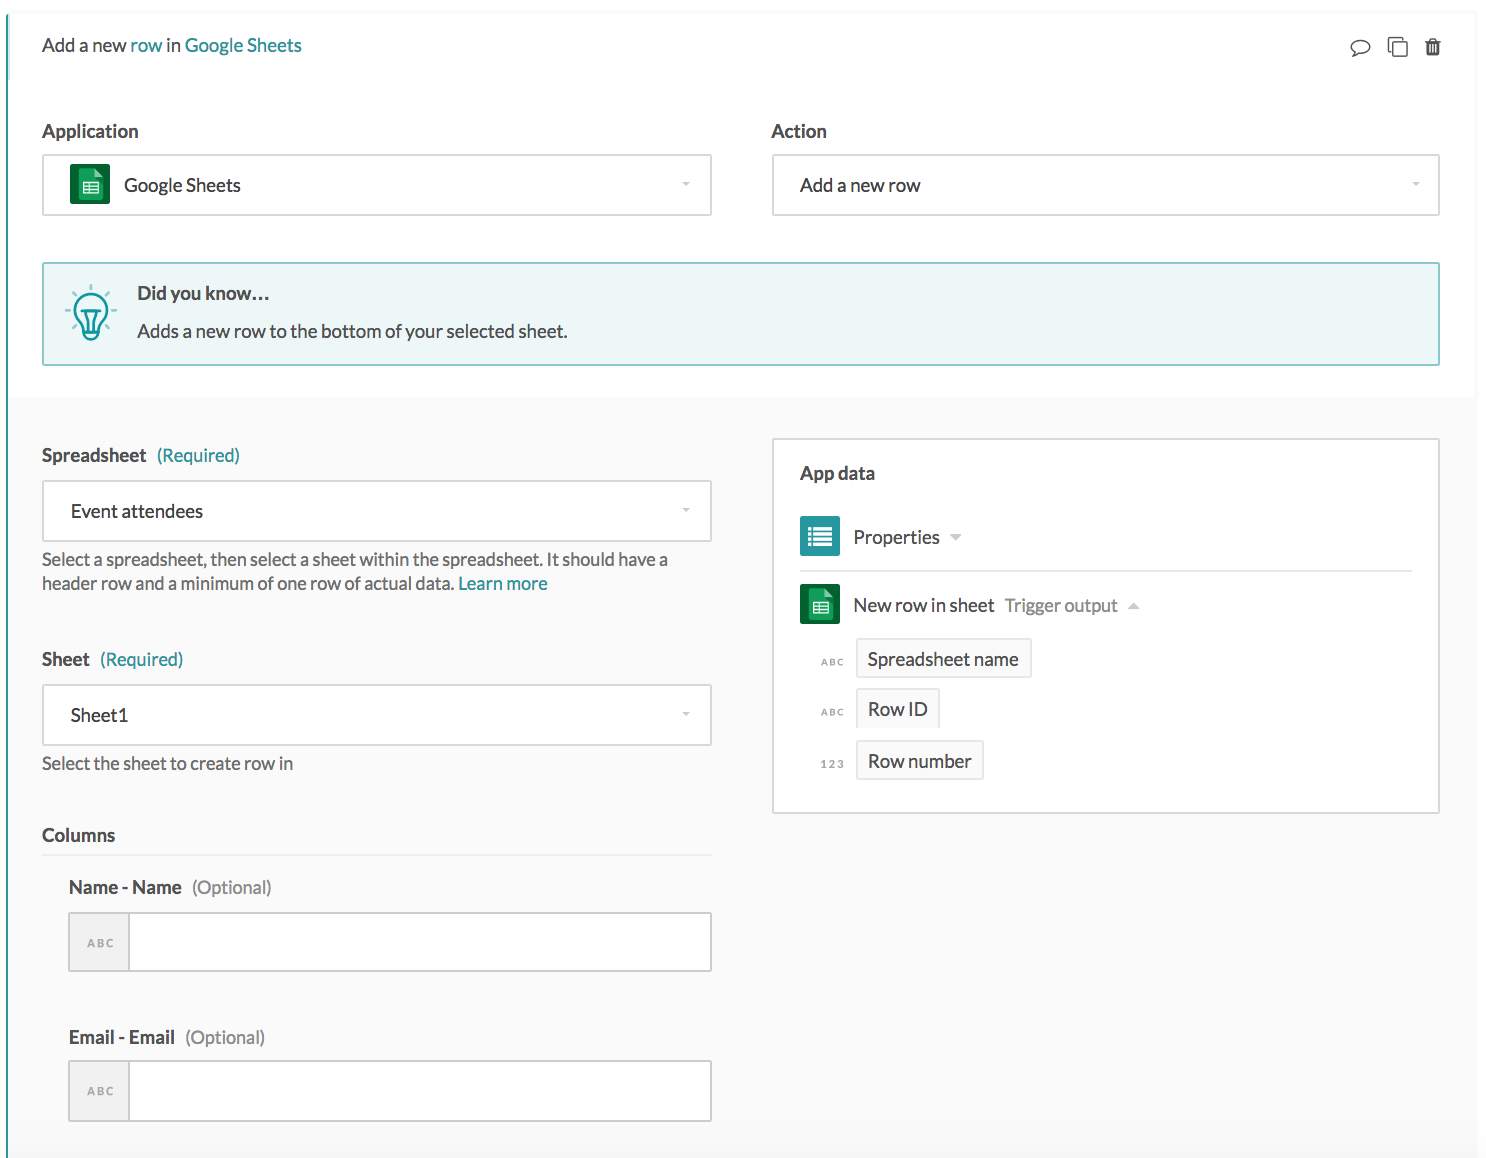 Add a new row in Google Sheets
Application
Google Sheets
Action
Add a new row
Did you know...
Adds a new row to the bottom of your selected sheet.
Spreadsheet (Required)
Event attendees
Select a spreadsheet, then select a sheet within the spreadsheet. It should have a
header row and a minimum of one row of actual data. Learn more
Sheet (Required)
Sheet1
Select the sheet to create row in
Columns
Name - Name (Optional)
ABC
Email - Email (Optional)
ABC
App data
Properties
New row in sheet Trigger output
ABC Spreadsheet name
ABC Row ID
123 Row number